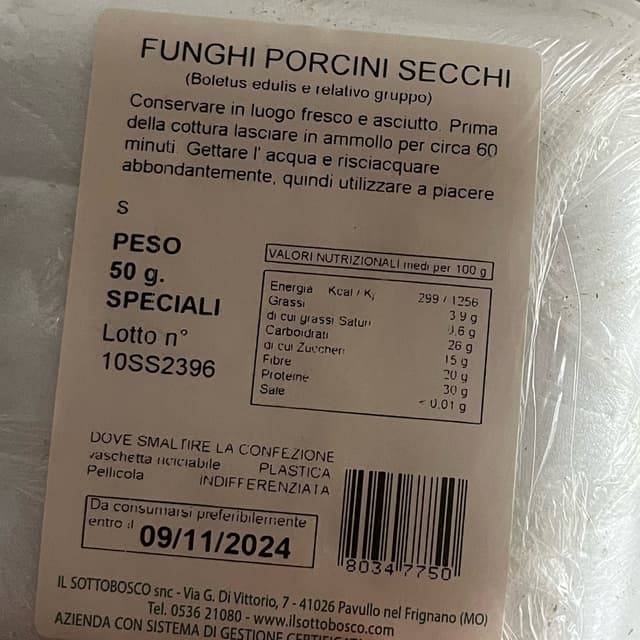 FUNGHI PORCINI SECCHI
(Boletus edulis e relativo gruppo)
Conservare in luogo fresco e asciutto. Prima
della cottura lasciare in ammollo per circa 60
minuti. Gettare l' acqua e risciacquare
abbondantemente, quindi utilizzare a piacere
S
PESO
50 g.
SPECIALI
Lotto n°
10SS2396
VALORI NUTRIZIONALI medi per 100 g
Energia Kcal / Kj 299 / 1256
Grassi 3.9 g
di cui grassi Saturi 0,6 g
Carboidrati 26 g
di cui Zuccheri 15 g
Fibre 20 g
Proteine 30 g
Sale < 0,01 g
DOVE SMALTIRE LA CONFEZIONE
Vaschetta riciclabile PLASTICA
Pellicola INDIFFERENZIATA
Da consumarsi preferibilemente
entro il 09/11/2024
8034 7750
IL SOTTOBOSCO snc - Via G. Di Vittorio, 7 - 41026 Pavullo nel Frignano (MO)
Tel. 0536 21080 - www.ilsottobosco.com
AZIENDA CON SISTEMA DI GESTIONE